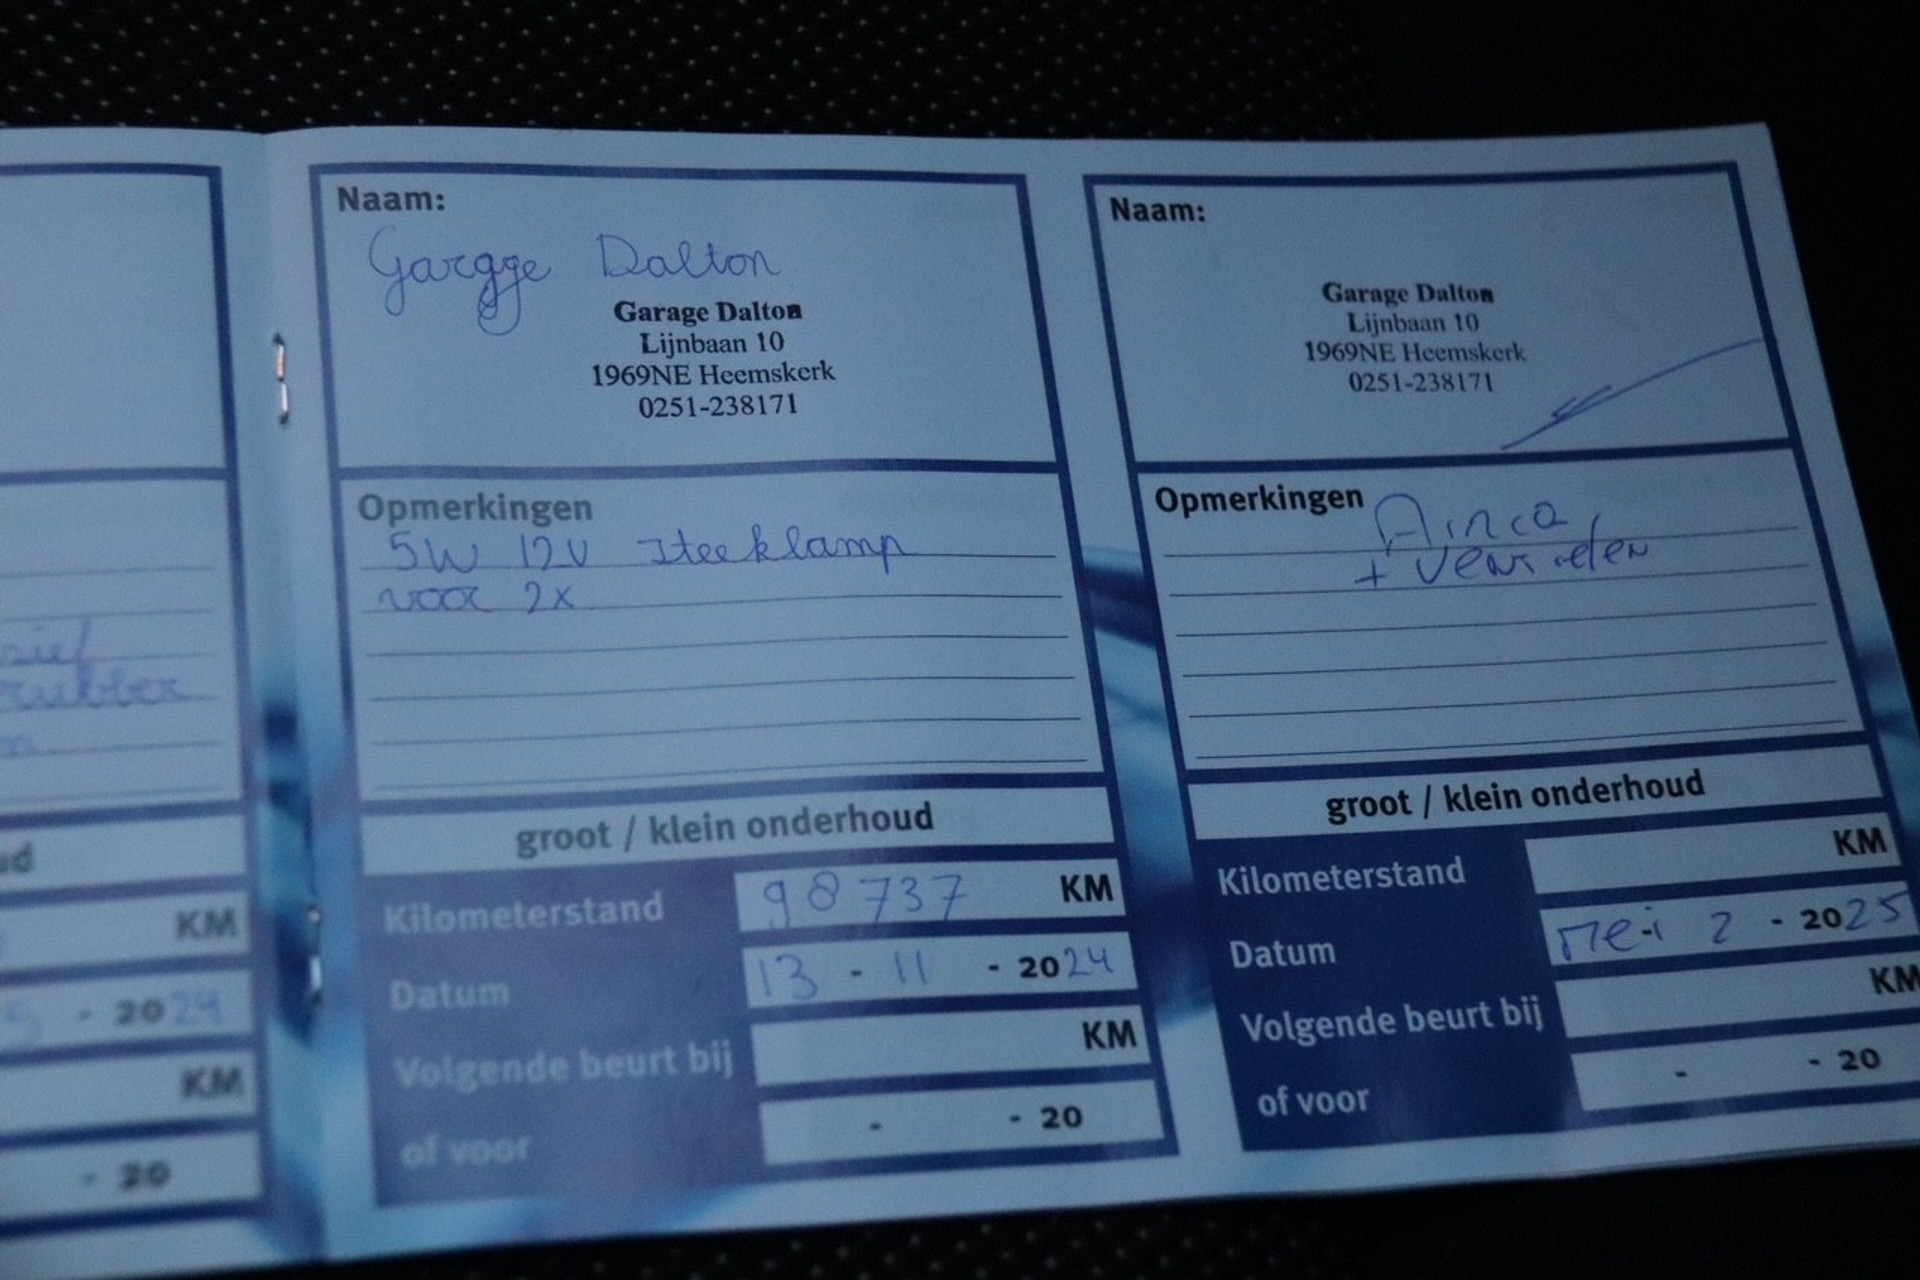 rubber
ud
KM
- 2024
KM
- 20
Naam:
Gargge Dalton
Garage Dalton
Lijnbaan 10
1969NE Heemskerk
0251-238171
Opmerkingen
5W 12V steeklamp
voor 2x
groot / klein onderhoud
Kilometerstand 98737 KM
Datum 13 - 11 - 2024
Volgende beurt bij KM
of voor - - 20
Naam:
Garage Dalton
Lijnbaan 10
1969NE Heemskerk
0251-238171
Opmerkingen Airco
+
groot / klein onderhoud
Kilometerstand KM
Datum mei 2 - 2025
Volgende beurt bij KM
of voor - - 20